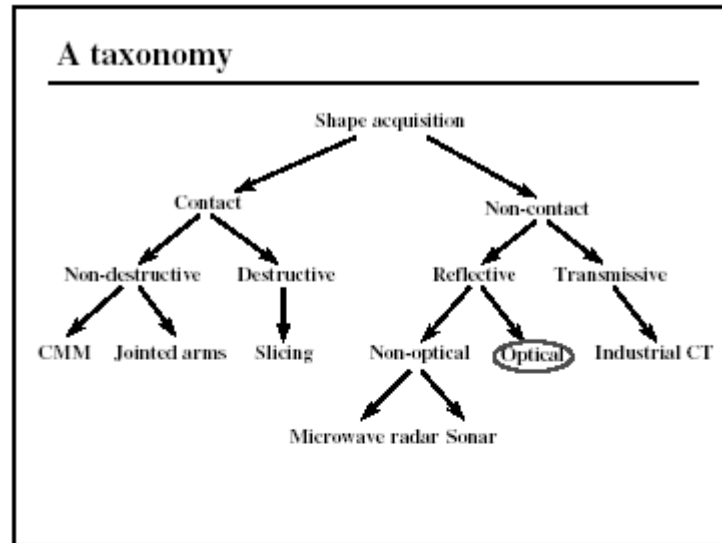 A taxonomy
Shape acquisition
Contact Non-contact
Non-destructive Destructive Reflective Transmissive
CMM Jointed arms Slicing Non-optical Optical Industrial CT
Microwave radar Sonar